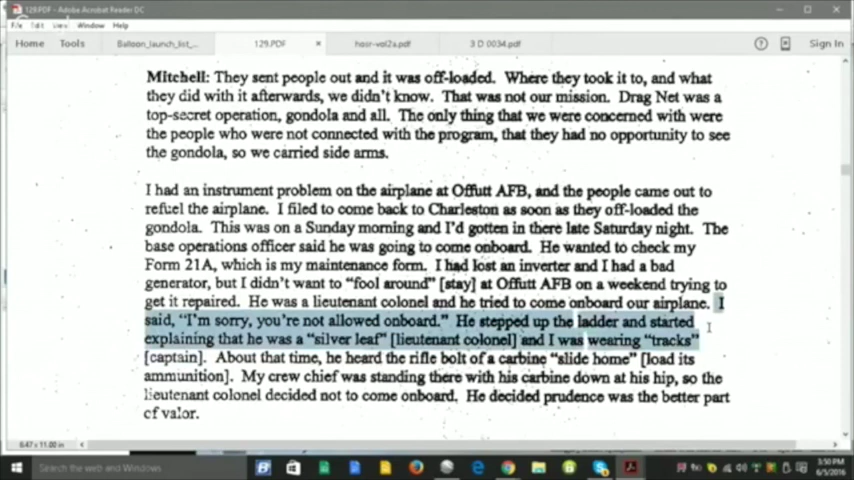 129.PDF - Adobe Acrobat Reader DC
File Edit View Window Help
Home Tools Balloon_launch_list_... 129.PDF × hasr-vol2a.pdf 3 D 0034.pdf Sign In
Mitchell: They sent people out and it was off-loaded. Where they took it to, and what
they did with it afterwards, we didn't know. That was not our mission. Drag Net was a
top-secret operation, gondola and all. The only thing that we were concerned with were
the people who were not connected with the program, that they had no opportunity to see
the gondola, so we carried side arms.
I had an instrument problem on the airplane at Offutt AFB, and the people came out to
refuel the airplane. I filed to come back to Charleston as soon as they off-loaded the
gondola. This was on a Sunday morning and I'd gotten in there late Saturday night. The
base operations officer said he was going to come onboard. He wanted to check my
Form 21A, which is my maintenance form. I had lost an inverter and I had a bad
generator, but I didn't want to "fool around" [stay] at Offutt AFB on a weekend trying to
get it repaired. He was a lieutenant colonel and he tried to come onboard our airplane. I
said, "I'm sorry, you're not allowed onboard." He stepped up the ladder and started
explaining that he was a "silver leaf" [lieutenant colonel] and I was wearing "tracks"
[captain]. About that time, he heard the rifle bolt of a carbine "slide home" [load its
ammunition]. My crew chief was standing there with his carbine down at his hip, so the
lieutenant colonel decided not to come onboard. He decided prudence was the better part
of valor.
6.47 x 11.00 in
Search the web and Windows
3:50 PM
6/5/2016